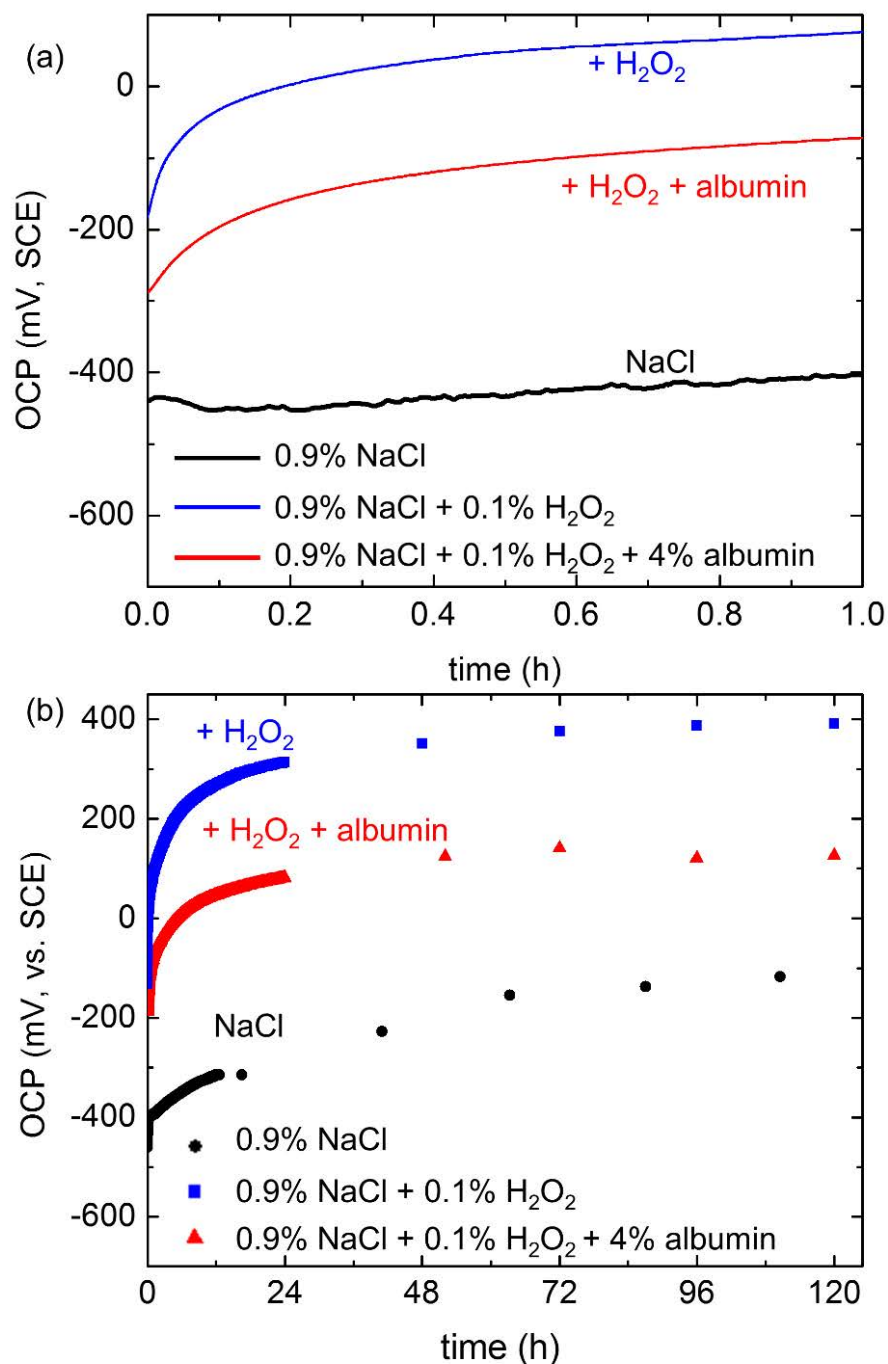 (a)
0
-200
-400
-600
OCP (mV, SCE)
+ H₂O₂
+ H₂O₂ + albumin
NaCl
0.9% NaCl
0.9% NaCl + 0.1% H₂O₂
0.9% NaCl + 0.1% H₂O₂ + 4% albumin
0.0 0.2 0.4 0.6 0.8 1.0
time (h)
(b)
400
200
0
-200
-400
-600
OCP (mV, vs. SCE)
+ H₂O₂
+ H₂O₂ + albumin
NaCl
0.9% NaCl
0.9% NaCl + 0.1% H₂O₂
0.9% NaCl + 0.1% H₂O₂ + 4% albumin
0 24 48 72 96 120
time (h)